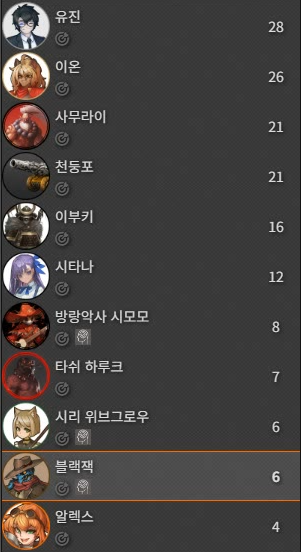 유진 28
이온 26
사무라이 21
천둥포 21
이부키 16
시타나 12
방랑악사 시모모 8
타쉬 하루크 7
시리 위브그로우 6
블랙잭 6
알렉스 4